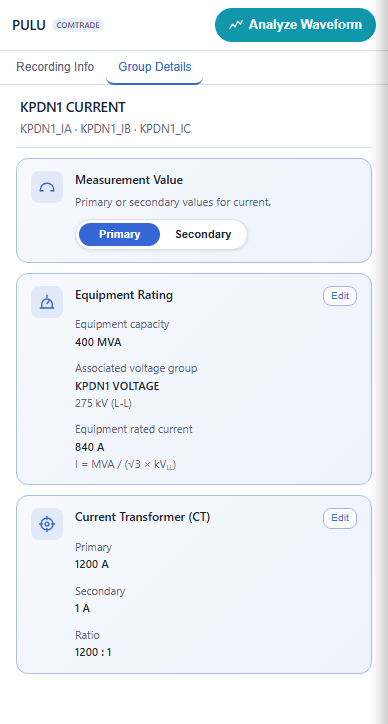 PULU COMTRADE
Analyze Waveform
Recording Info
Group Details
KPDN1 CURRENT
KPDN1_IA · KPDN1_IB · KPDN1_IC
Measurement Value
Primary or secondary values for current.
Primary
Secondary
Equipment Rating
Edit
Equipment capacity
400 MVA
Associated voltage group
KPDN1 VOLTAGE
275 kV (L-L)
Equipment rated current
840 A
I = MVA / (√3 × kV_LL)
Current Transformer (CT)
Edit
Primary
1200 A
Secondary
1 A
Ratio
1200 : 1